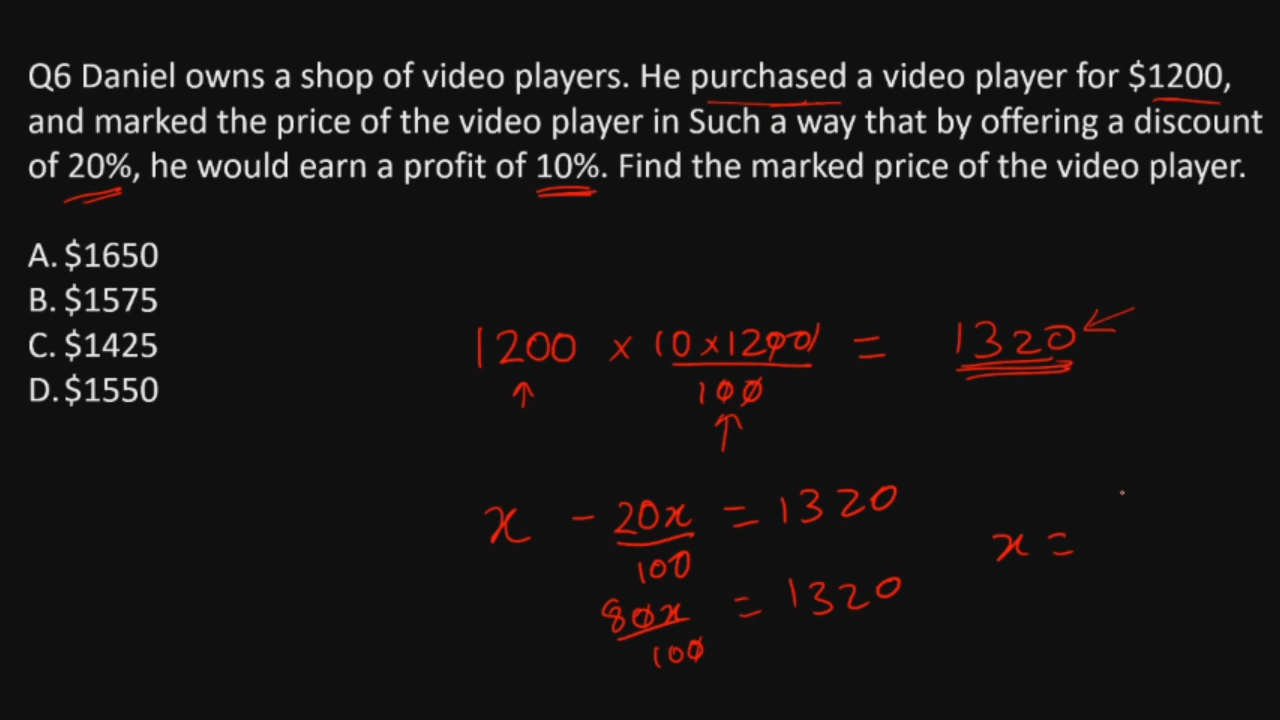 Q6 Daniel owns a shop of video players. He purchased a video player for $1200,
and marked the price of the video player in Such a way that by offering a discount
of 20%, he would earn a profit of 10%. Find the marked price of the video player.
A. $1650
B. $1575
C. $1425
D. $1550
1200 × 10×1200/100 = 1320
x - 20x/100 = 1320
x =
80x/100 = 1320